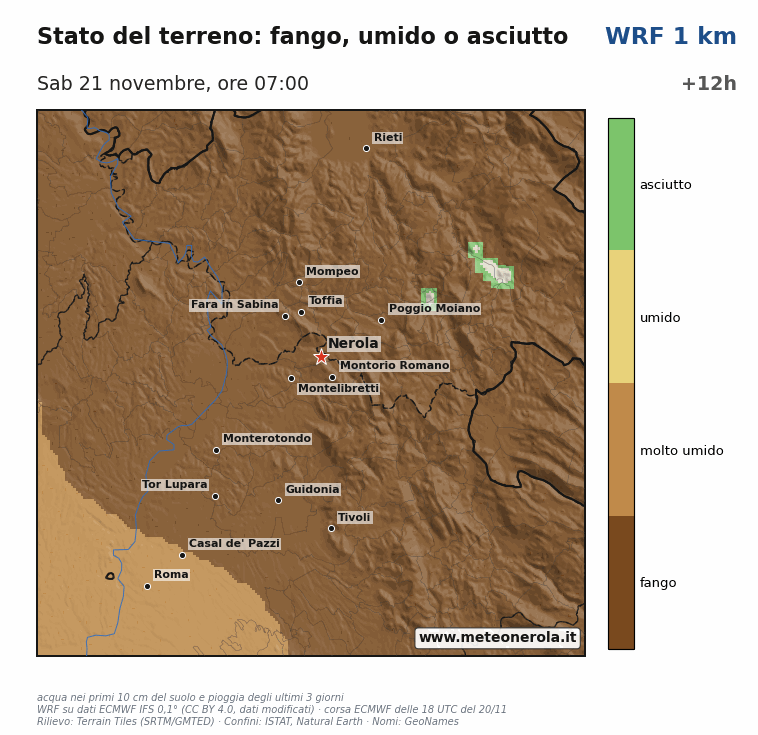 Stato del terreno: fango, umido o asciutto
WRF 1 km
Sab 21 novembre, ore 07:00
+12h
Rieti
Mompeo
Toffia
Fara in Sabina
Poggio Moiano
Nerola
Montorio Romano
Montelibretti
Monterotondo
Tor Lupara
Guidonia
Tivoli
Casal de' Pazzi
Roma
www.meteonerola.it
asciutto
umido
molto umido
fango
acqua nei primi 10 cm del suolo e pioggia degli ultimi 3 giorni
WRF su dati ECMWF IFS 0,1° (CC BY 4.0, dati modificati) · corsa ECMWF delle 18 UTC del 20/11
Rilievo: Terrain Tiles (SRTM/GMTED) · Confini: ISTAT, Natural Earth · Nomi: GeoNames